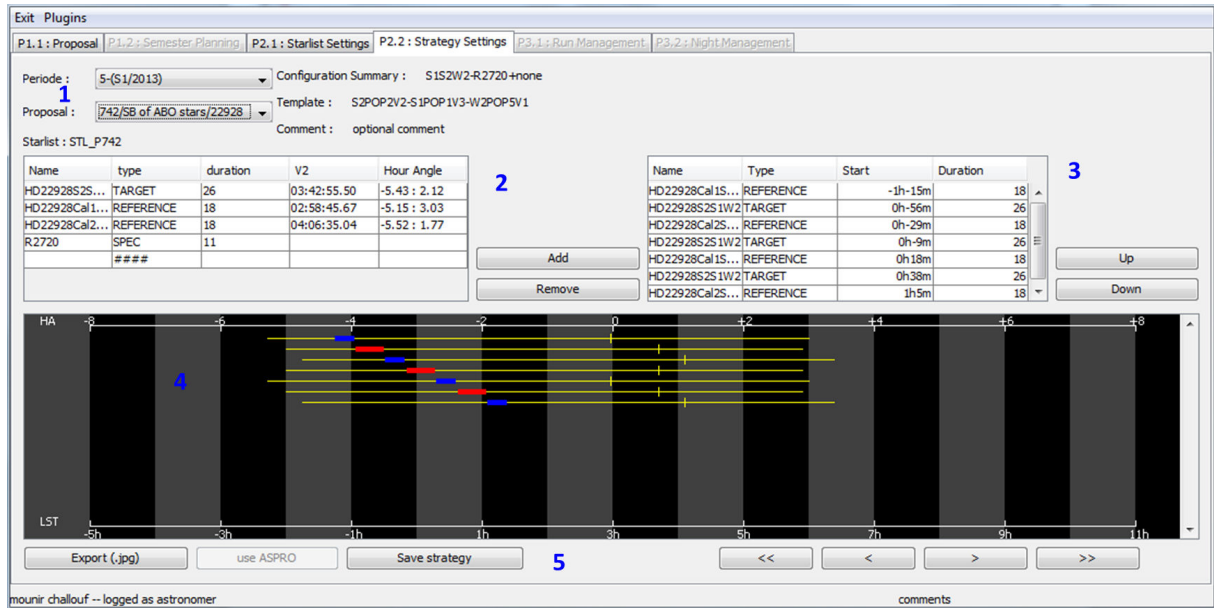 Exit Plugins
P1.1 : Proposal P1.2 : Semester Planning P2.1 : Starlist Settings P2.2 : Strategy Settings P3.1 : Run Management P3.2 : Night Management
Periode : 5-(S1/2013) Configuration Summary : S1S2W2-R2720+none
1
Proposal : 742/SB of ABO stars/22928 Template : S2POP2V2-S1POP1V3-W2POP5V1
Comment : optional comment
Starlist : STL_P742
Name type duration V2 Hour Angle
HD22928S2S... TARGET 26 03:42:55.50 -5.43 : 2.12
HD22928Cal1... REFERENCE 18 02:58:45.67 -5.15 : 3.03
HD22928Cal2... REFERENCE 18 04:06:35.04 -5.52 : 1.77
R2720 SPEC 11
####
2
Add
Remove
Name Type Start Duration
HD22928Cal1S... REFERENCE -1h-15m 18
HD22928S2S1W2 TARGET 0h-56m 26
HD22928Cal2S... REFERENCE 0h-29m 18
HD22928S2S1W2 TARGET 0h-9m 26
HD22928Cal1S... REFERENCE 0h18m 18
HD22928S2S1W2 TARGET 0h38m 26
HD22928Cal2S... REFERENCE 1h5m 18
3
Up
Down
HA -8 -6 -4 -2 0 +2 +4 +6 +8
4
LST -5h -3h -1h 1h 3h 5h 7h 9h 11h
Export (.jpg) use ASPRO Save strategy 5 << < > >>
mounir challouf -- logged as astronomer comments